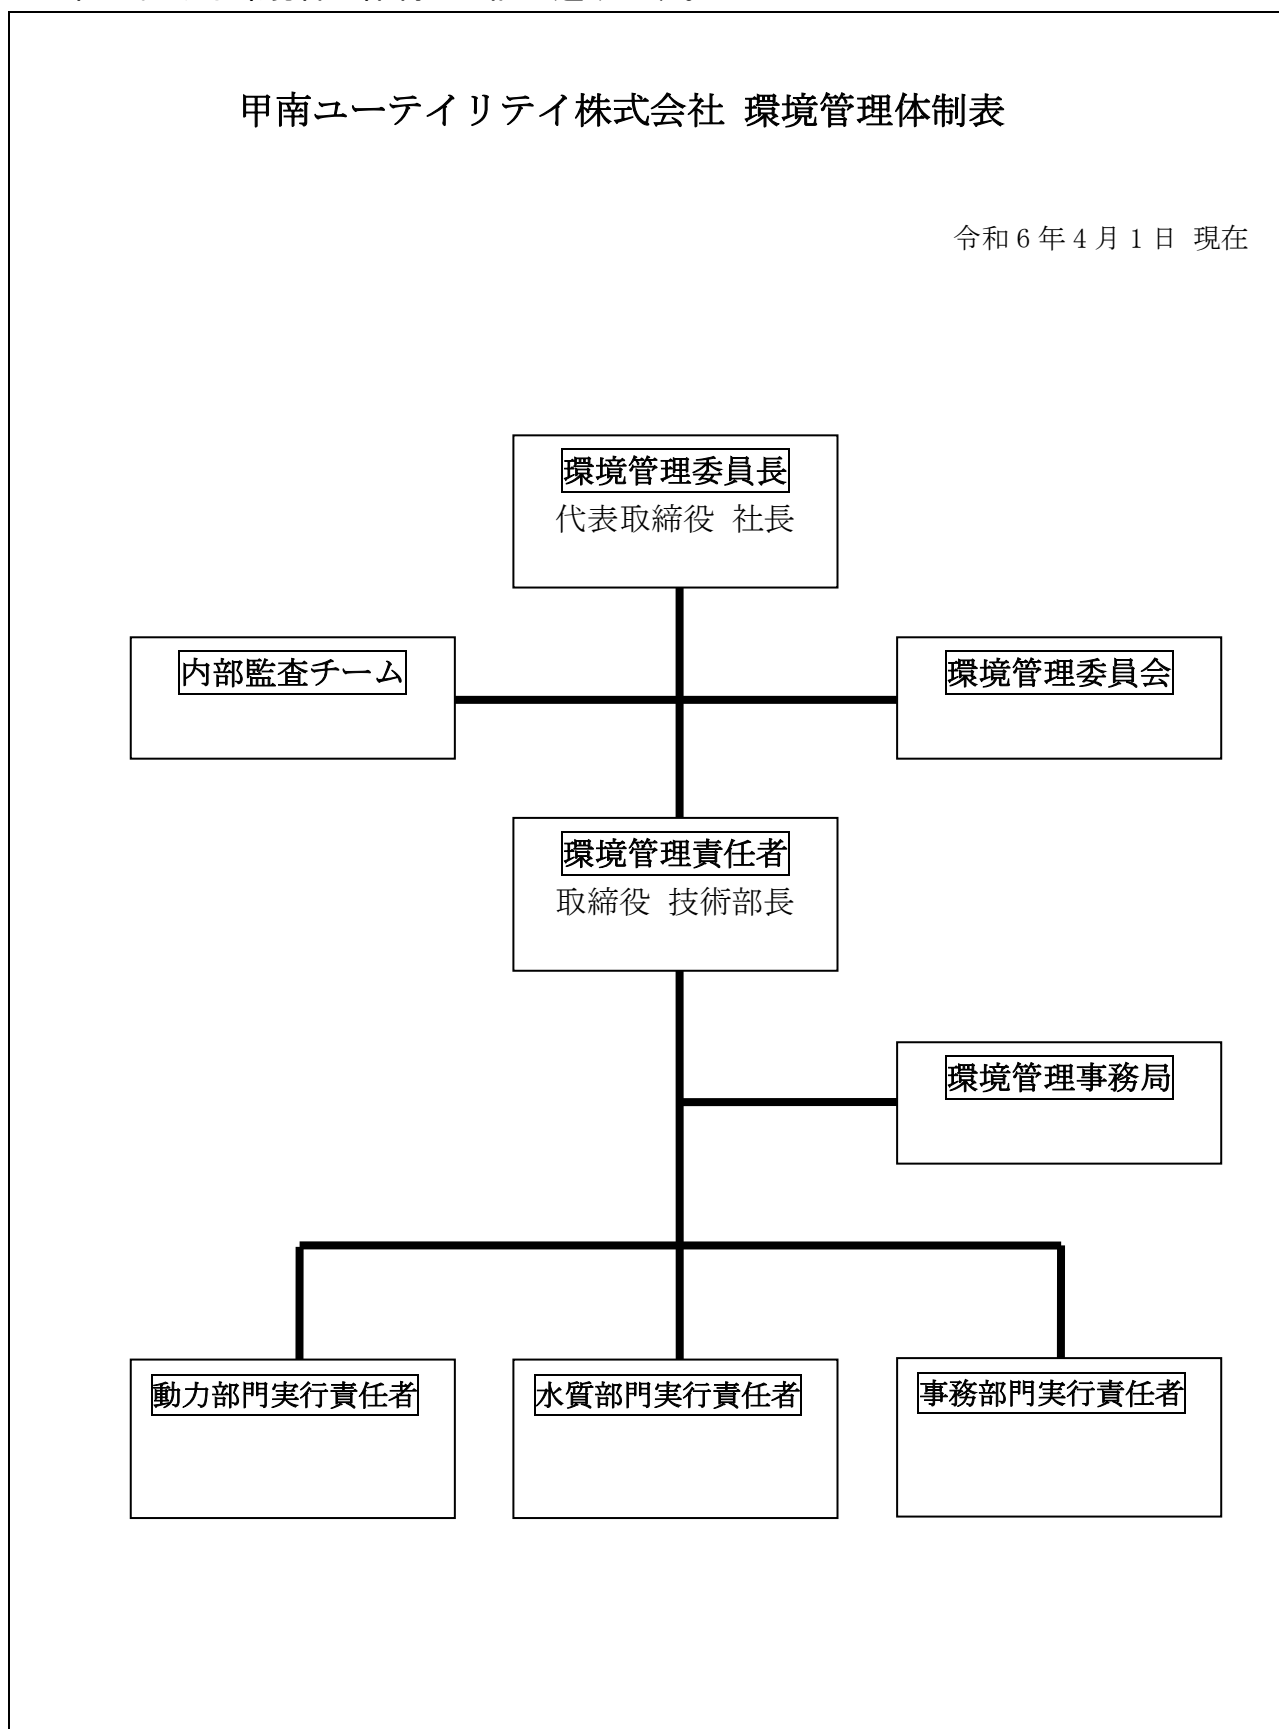 甲南ユーテイリテイ株式会社 環境管理体制表
令和６年４月１日 現在
環境管理委員長
代表取締役 社長
内部監査チーム
環境管理委員会
環境管理責任者
取締役 技術部長
環境管理事務局
動力部門実行責任者
水質部門実行責任者
事務部門実行責任者